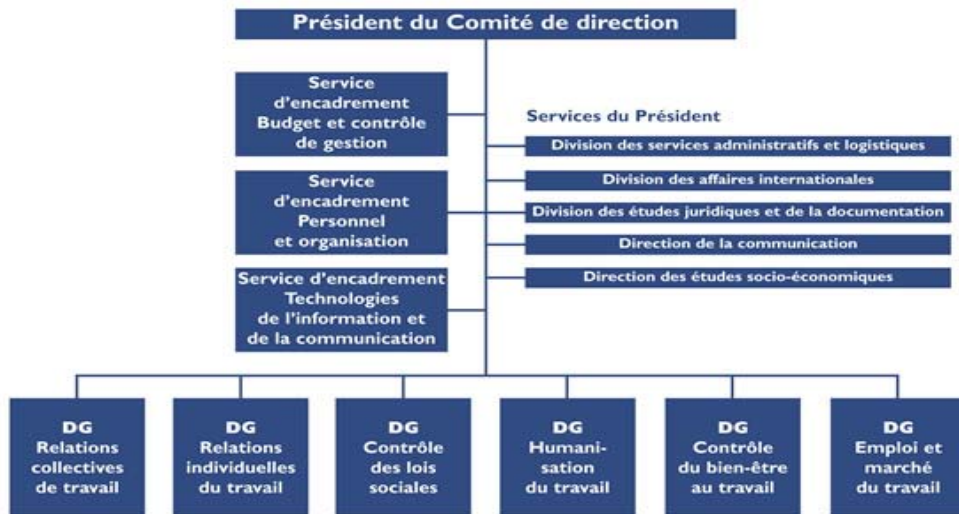 Président du Comité de direction
Service
d'encadrement
Budget et contrôle
de gestion
Service
d'encadrement
Personnel
et organisation
Service d'encadrement
Technologies
de l'information et
de la communication
Services du Président
Division des services administratifs et logistiques
Division des affaires internationales
Division des études juridiques et de la documentation
Direction de la communication
Direction des études socio-économiques
DG
Relations
collectives
de travail
DG
Relations
individuelles
du travail
DG
Contrôle
des lois
sociales
DG
Humani-
sation
du travail
DG
Contrôle
du bien-être
au travail
DG
Emploi et
marché
du travail